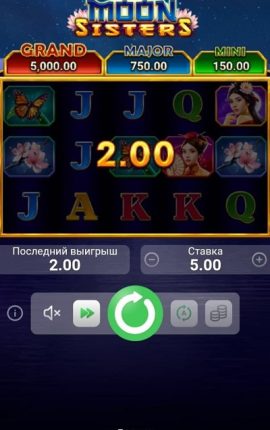 MOON
SISTERS
GRAND MAJOR MINI
5,000.00 750.00 150.00
J J Q
2.00
J A K K Q
Последний выигрыш Ставка
2.00 5.00